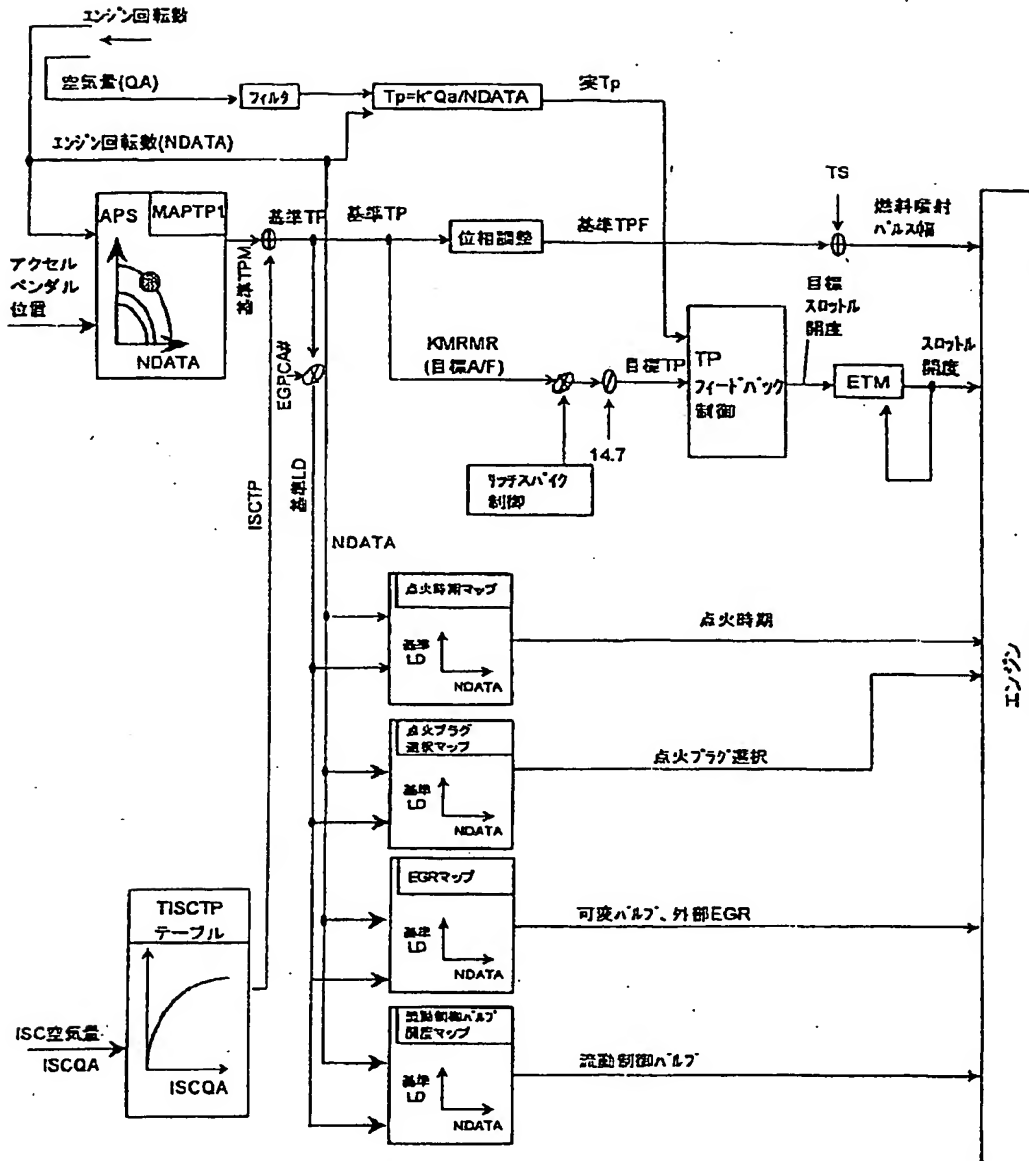 エンジン回転数
空気量(QA)
フィルタ
Tp=k*Qa/NDATA
実Tp
エンジン回転数(NDATA)
APS
MAPTP1
NDATA
アクセル
ペンダル
位置
基準TPM
基準TP
基準TP
位相調整
基準TPF
TS
燃料噴射
パルス幅
EGPCA#
KMRMR
(目標A/F)
目標TP
14.7
リッチスパイク
制御
TP
フィードバック
制御
目標
スロットル
開度
ETM
スロットル
開度
ISCTP
基準LD
NDATA
点火時期マップ
基準
LD
NDATA
点火時期
点火プラグ
選択マップ
基準
LD
NDATA
点火プラグ選択
EGRマップ
基準
LD
NDATA
可変バルブ、外部EGR
流動制御バルブ
開度マップ
基準
LD
NDATA
流動制御バルブ
エンジン
TISCTP
テーブル
ISCQA
ISC空気量
ISCQA